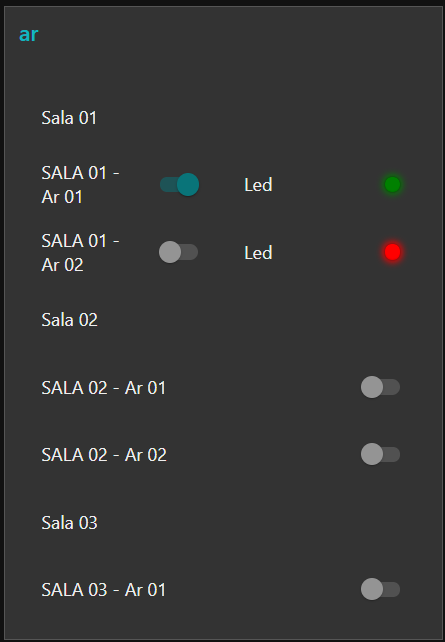 ar
Sala 01
SALA 01 -
Ar 01
Led
SALA 01 -
Ar 02
Led
Sala 02
SALA 02 - Ar 01
SALA 02 - Ar 02
Sala 03
SALA 03 - Ar 01